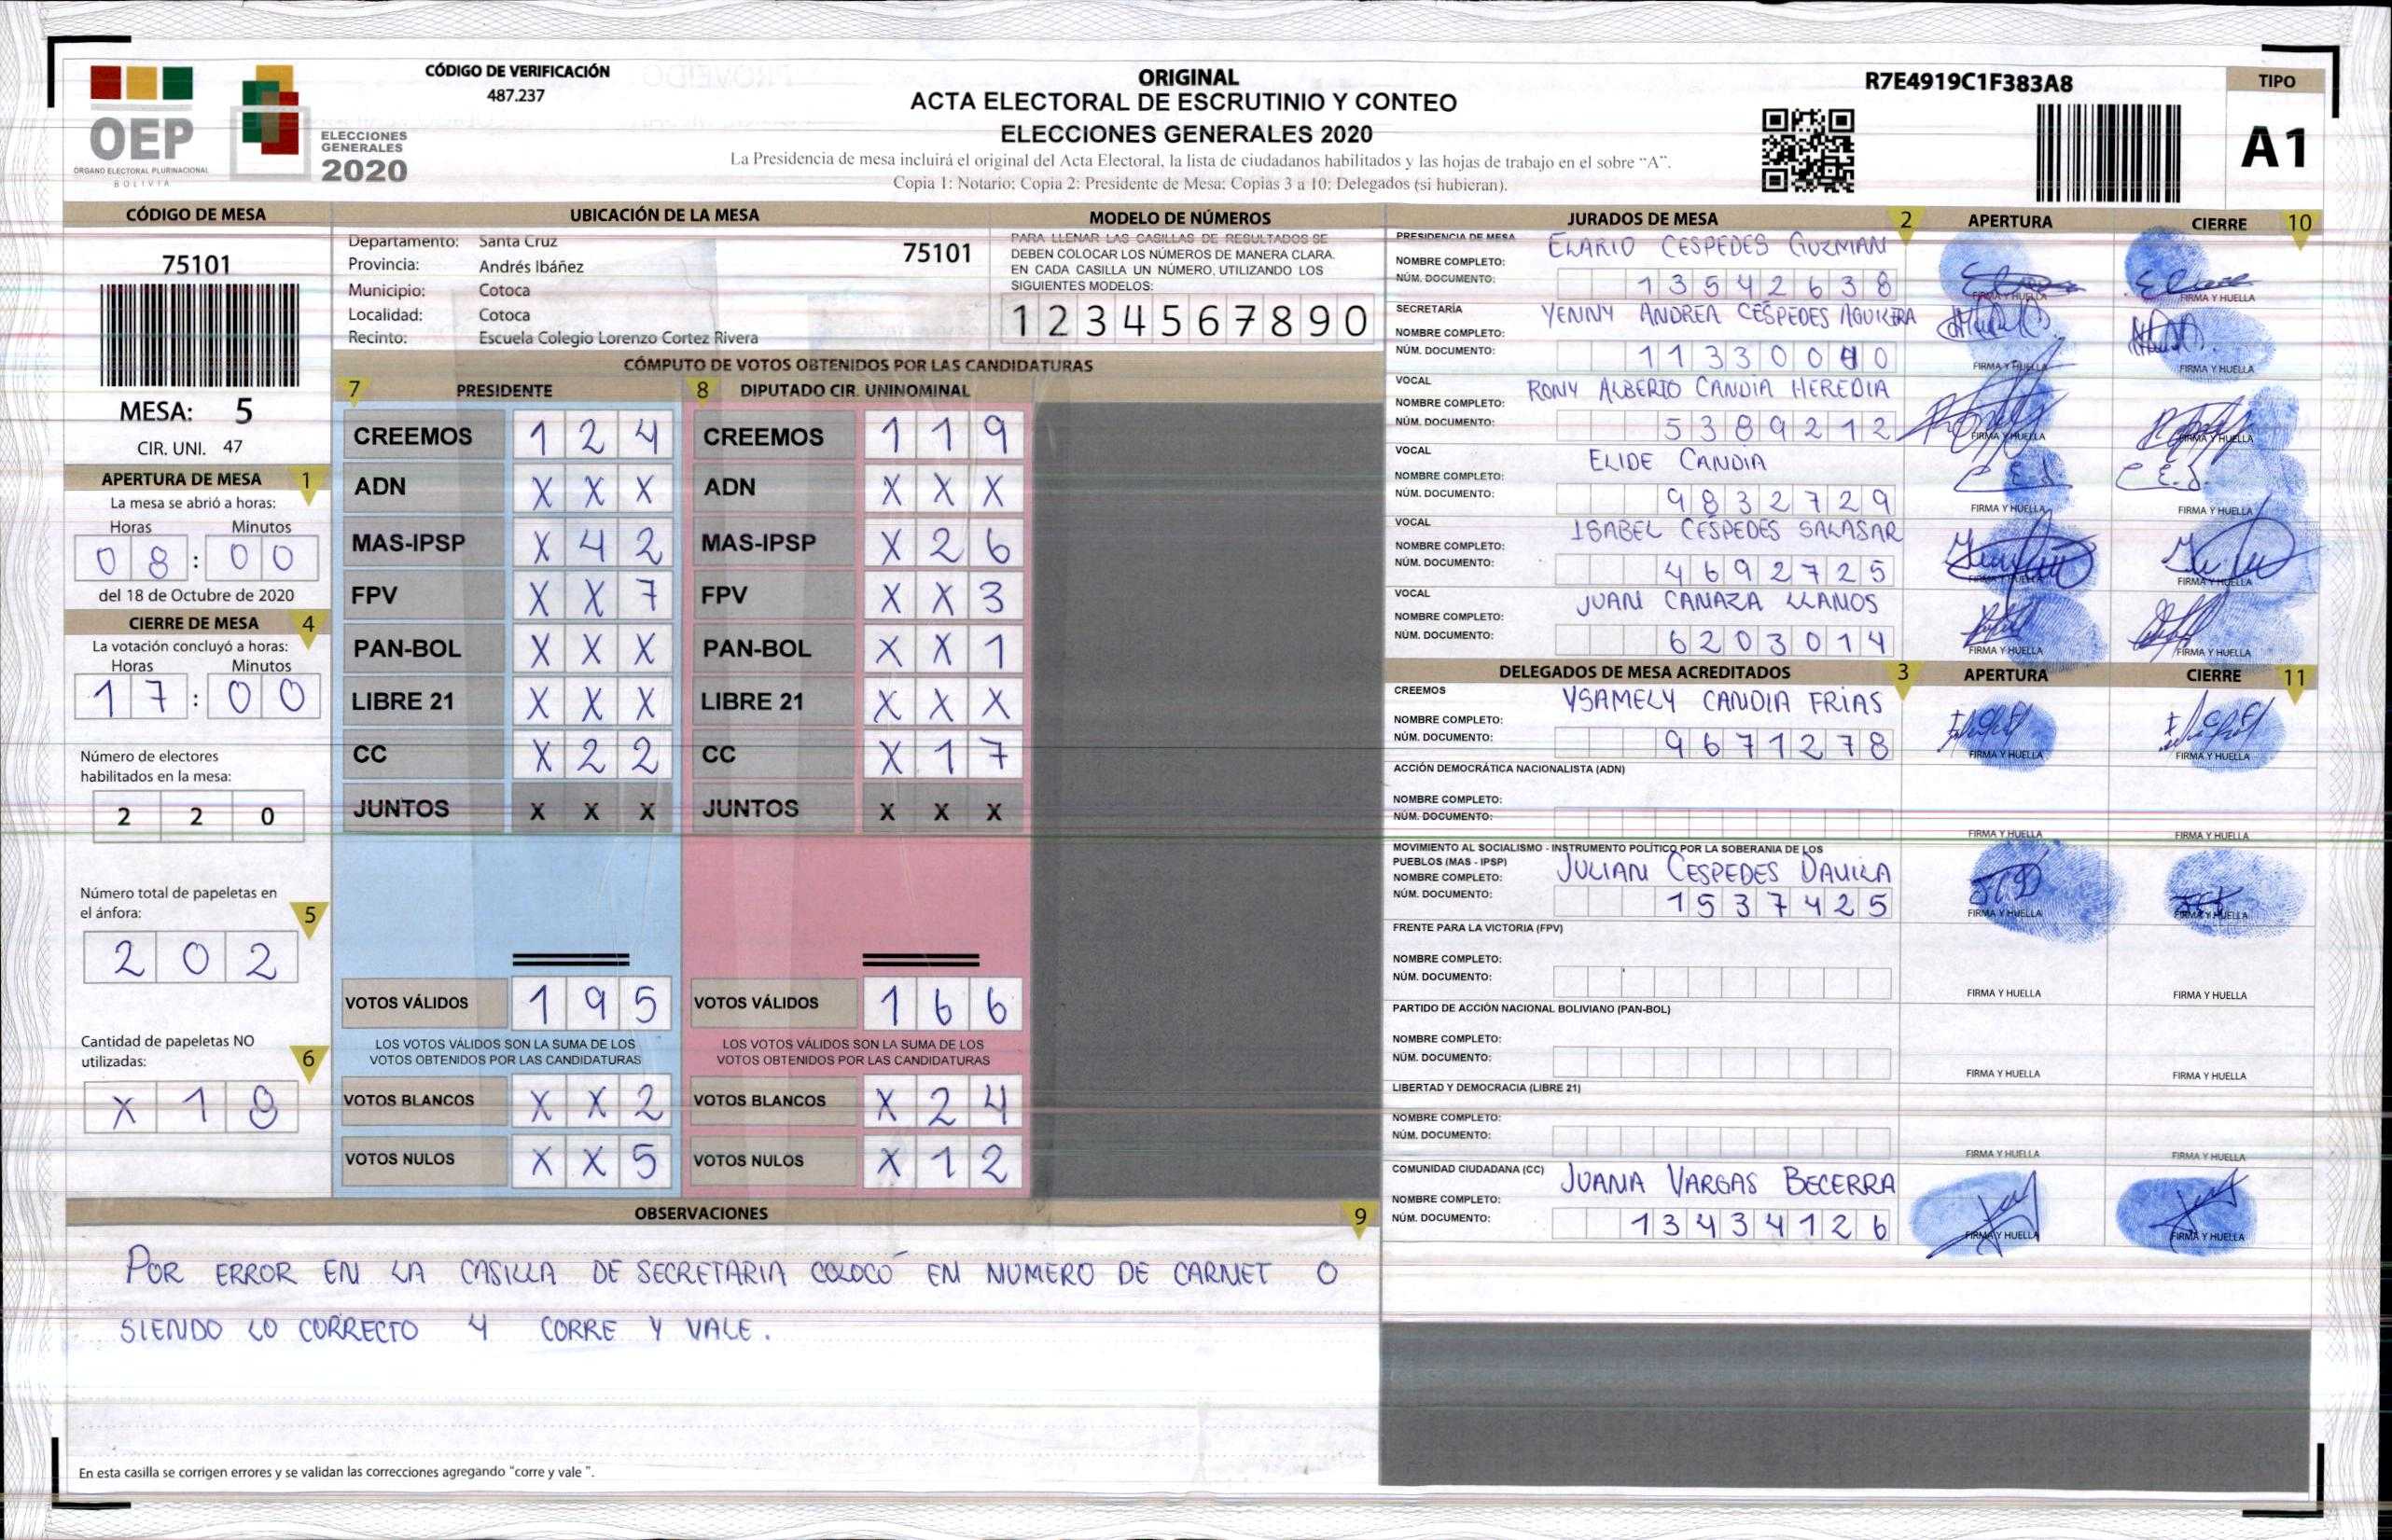 CÓDIGO DE VERIFICACIÓN
487.237
OEP
ÓRGANO ELECTORAL PLURINACIONAL
BOLIVIA
ELECCIONES
GENERALES
2020
ORIGINAL
ACTA ELECTORAL DE ESCRUTINIO Y CONTEO
ELECCIONES GENERALES 2020
La Presidencia de mesa incluirá el original del Acta Electoral, la lista de ciudadanos habilitados y las hojas de trabajo en el sobre “A”.
Copia 1: Notario; Copia 2: Presidente de Mesa; Copias 3 a 10: Delegados (si hubieran).
R7E4919C1F383A8
TIPO
A1
CÓDIGO DE MESA
75101
MESA: 5
CIR. UNI. 47
APERTURA DE MESA 1
La mesa se abrió a horas:
Horas Minutos
08:00
del 18 de Octubre de 2020
CIERRE DE MESA 4
La votación concluyó a horas:
Horas Minutos
17:00
Número de electores
habilitados en la mesa:
2 2 0
Número total de papeletas en
el ánfora: 5
2 0 2
Cantidad de papeletas NO
utilizadas: 6
X 1 8
UBICACIÓN DE LA MESA
Departamento: Santa Cruz 75101
Provincia: Andrés Ibáñez
Municipio: Cotoca
Localidad: Cotoca
Recinto: Escuela Colegio Lorenzo Cortez Rivera
MODELO DE NÚMEROS
PARA LLENAR LAS CASILLAS DE RESULTADOS SE
DEBEN COLOCAR LOS NÚMEROS DE MANERA CLARA.
EN CADA CASILLA UN NÚMERO, UTILIZANDO LOS
SIGUIENTES MODELOS:
1 2 3 4 5 6 7 8 9 0
CÓMPUTO DE VOTOS OBTENIDOS POR LAS CANDIDATURAS
7 PRESIDENTE 8 DIPUTADO CIR. UNINOMINAL
CREEMOS 1 2 4 CREEMOS 1 1 9
ADN X X X ADN X X X
MAS-IPSP X 4 2 MAS-IPSP X 2 6
FPV X X 7 FPV X X 3
PAN-BOL X X X PAN-BOL X X 1
LIBRE 21 X X X LIBRE 21 X X X
CC X 2 2 CC X 1 7
JUNTOS X X X JUNTOS X X X
VOTOS VÁLIDOS 1 9 5 VOTOS VÁLIDOS 1 6 6
LOS VOTOS VÁLIDOS SON LA SUMA DE LOS LOS VOTOS VÁLIDOS SON LA SUMA DE LOS
VOTOS OBTENIDOS POR LAS CANDIDATURAS VOTOS OBTENIDOS POR LAS CANDIDATURAS
VOTOS BLANCOS X X 2 VOTOS BLANCOS X 2 4
VOTOS NULOS X X 5 VOTOS NULOS X 1 2
OBSERVACIONES 9
POR ERROR EN LA CASILLA DE SECRETARIA COLOCÓ EN NUMERO DE CARNET 0
SIENDO LO CORRECTO 4 CORRE Y VALE.
En esta casilla se corrigen errores y se validan las correcciones agregando "corre y vale ".
JURADOS DE MESA 2 APERTURA CIERRE 10
PRESIDENCIA DE MESA
NOMBRE COMPLETO: ELARIO CESPEDES GUZMAN
NÚM. DOCUMENTO: 13542638
FIRMA Y HUELLA FIRMA Y HUELLA
SECRETARÍA
NOMBRE COMPLETO: YENNY ANDREA CESPEDES AGUILERA
NÚM. DOCUMENTO: 11330040
FIRMA Y HUELLA FIRMA Y HUELLA
VOCAL
NOMBRE COMPLETO: RONY ALBERTO CANDIA HEREDIA
NÚM. DOCUMENTO: 5389212
FIRMA Y HUELLA FIRMA Y HUELLA
VOCAL
NOMBRE COMPLETO: ELIDE CANDIA
NÚM. DOCUMENTO: 9832729
FIRMA Y HUELLA FIRMA Y HUELLA
VOCAL
NOMBRE COMPLETO: ISABEL CESPEDES SALASAR
NÚM. DOCUMENTO: 4692725
FIRMA Y HUELLA FIRMA Y HUELLA
VOCAL
NOMBRE COMPLETO: JUAN CANAZA LLANOS
NÚM. DOCUMENTO: 6203014
FIRMA Y HUELLA FIRMA Y HUELLA
DELEGADOS DE MESA ACREDITADOS 3 APERTURA CIERRE 11
CREEMOS
NOMBRE COMPLETO: YSAMELY CANDIA FRIAS
NÚM. DOCUMENTO: 9671278
FIRMA Y HUELLA FIRMA Y HUELLA
ACCIÓN DEMOCRÁTICA NACIONALISTA (ADN)
NOMBRE COMPLETO:
NÚM. DOCUMENTO:
FIRMA Y HUELLA FIRMA Y HUELLA
MOVIMIENTO AL SOCIALISMO - INSTRUMENTO POLÍTICO POR LA SOBERANIA DE LOS
PUEBLOS (MAS - IPSP)
NOMBRE COMPLETO: JULIAN CESPEDES DAVILA
NÚM. DOCUMENTO: 1537425
FIRMA Y HUELLA FIRMA Y HUELLA
FRENTE PARA LA VICTORIA (FPV)
NOMBRE COMPLETO:
NÚM. DOCUMENTO:
FIRMA Y HUELLA FIRMA Y HUELLA
PARTIDO DE ACCIÓN NACIONAL BOLIVIANO (PAN-BOL)
NOMBRE COMPLETO:
NÚM. DOCUMENTO:
FIRMA Y HUELLA FIRMA Y HUELLA
LIBERTAD Y DEMOCRACIA (LIBRE 21)
NOMBRE COMPLETO:
NÚM. DOCUMENTO:
FIRMA Y HUELLA FIRMA Y HUELLA
COMUNIDAD CIUDADANA (CC)
NOMBRE COMPLETO: JUANA VARGAS BECERRA
NÚM. DOCUMENTO: 13434126
FIRMA Y HUELLA FIRMA Y HUELLA